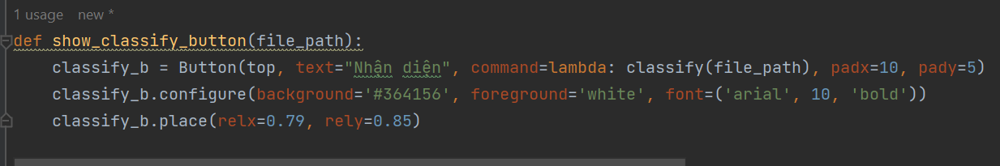 1 usage new *
def show_classify_button(file_path):
    classify_b = Button(top, text="Nhận diện", command=lambda: classify(file_path), padx=10, pady=5)
    classify_b.configure(background='#364156', foreground='white', font=('arial', 10, 'bold'))
    classify_b.place(relx=0.79, rely=0.85)